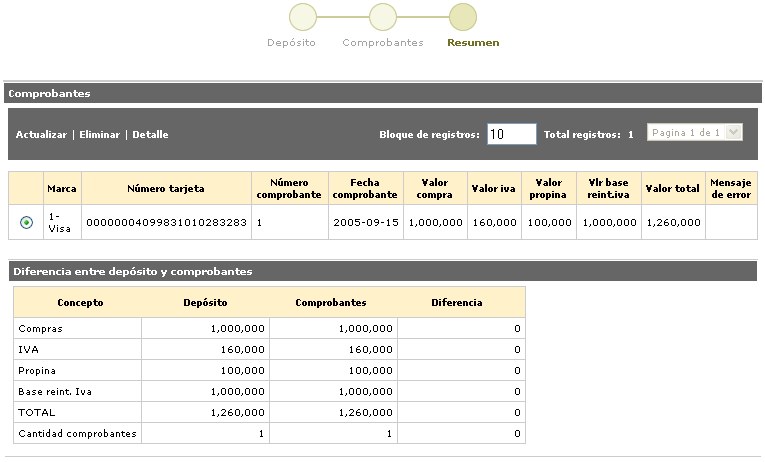 Depósito Comprobantes Resumen
Comprobantes
Actualizar | Eliminar | Detalle Bloque de registros: 10 Total registros: 1 Pagina 1 de 1
Marca Número tarjeta Número comprobante Fecha comprobante Valor compra Valor iva Valor propina Vlr base reint.iva Valor total Mensaje de error
1-Visa 00000004099831010283283 1 2005-09-15 1,000,000 160,000 100,000 1,000,000 1,260,000
Diferencia entre depósito y comprobantes
Concepto Depósito Comprobantes Diferencia
Compras 1,000,000 1,000,000 0
IVA 160,000 160,000 0
Propina 100,000 100,000 0
Base reint. Iva 1,000,000 1,000,000 0
TOTAL 1,260,000 1,260,000 0
Cantidad comprobantes 1 1 0